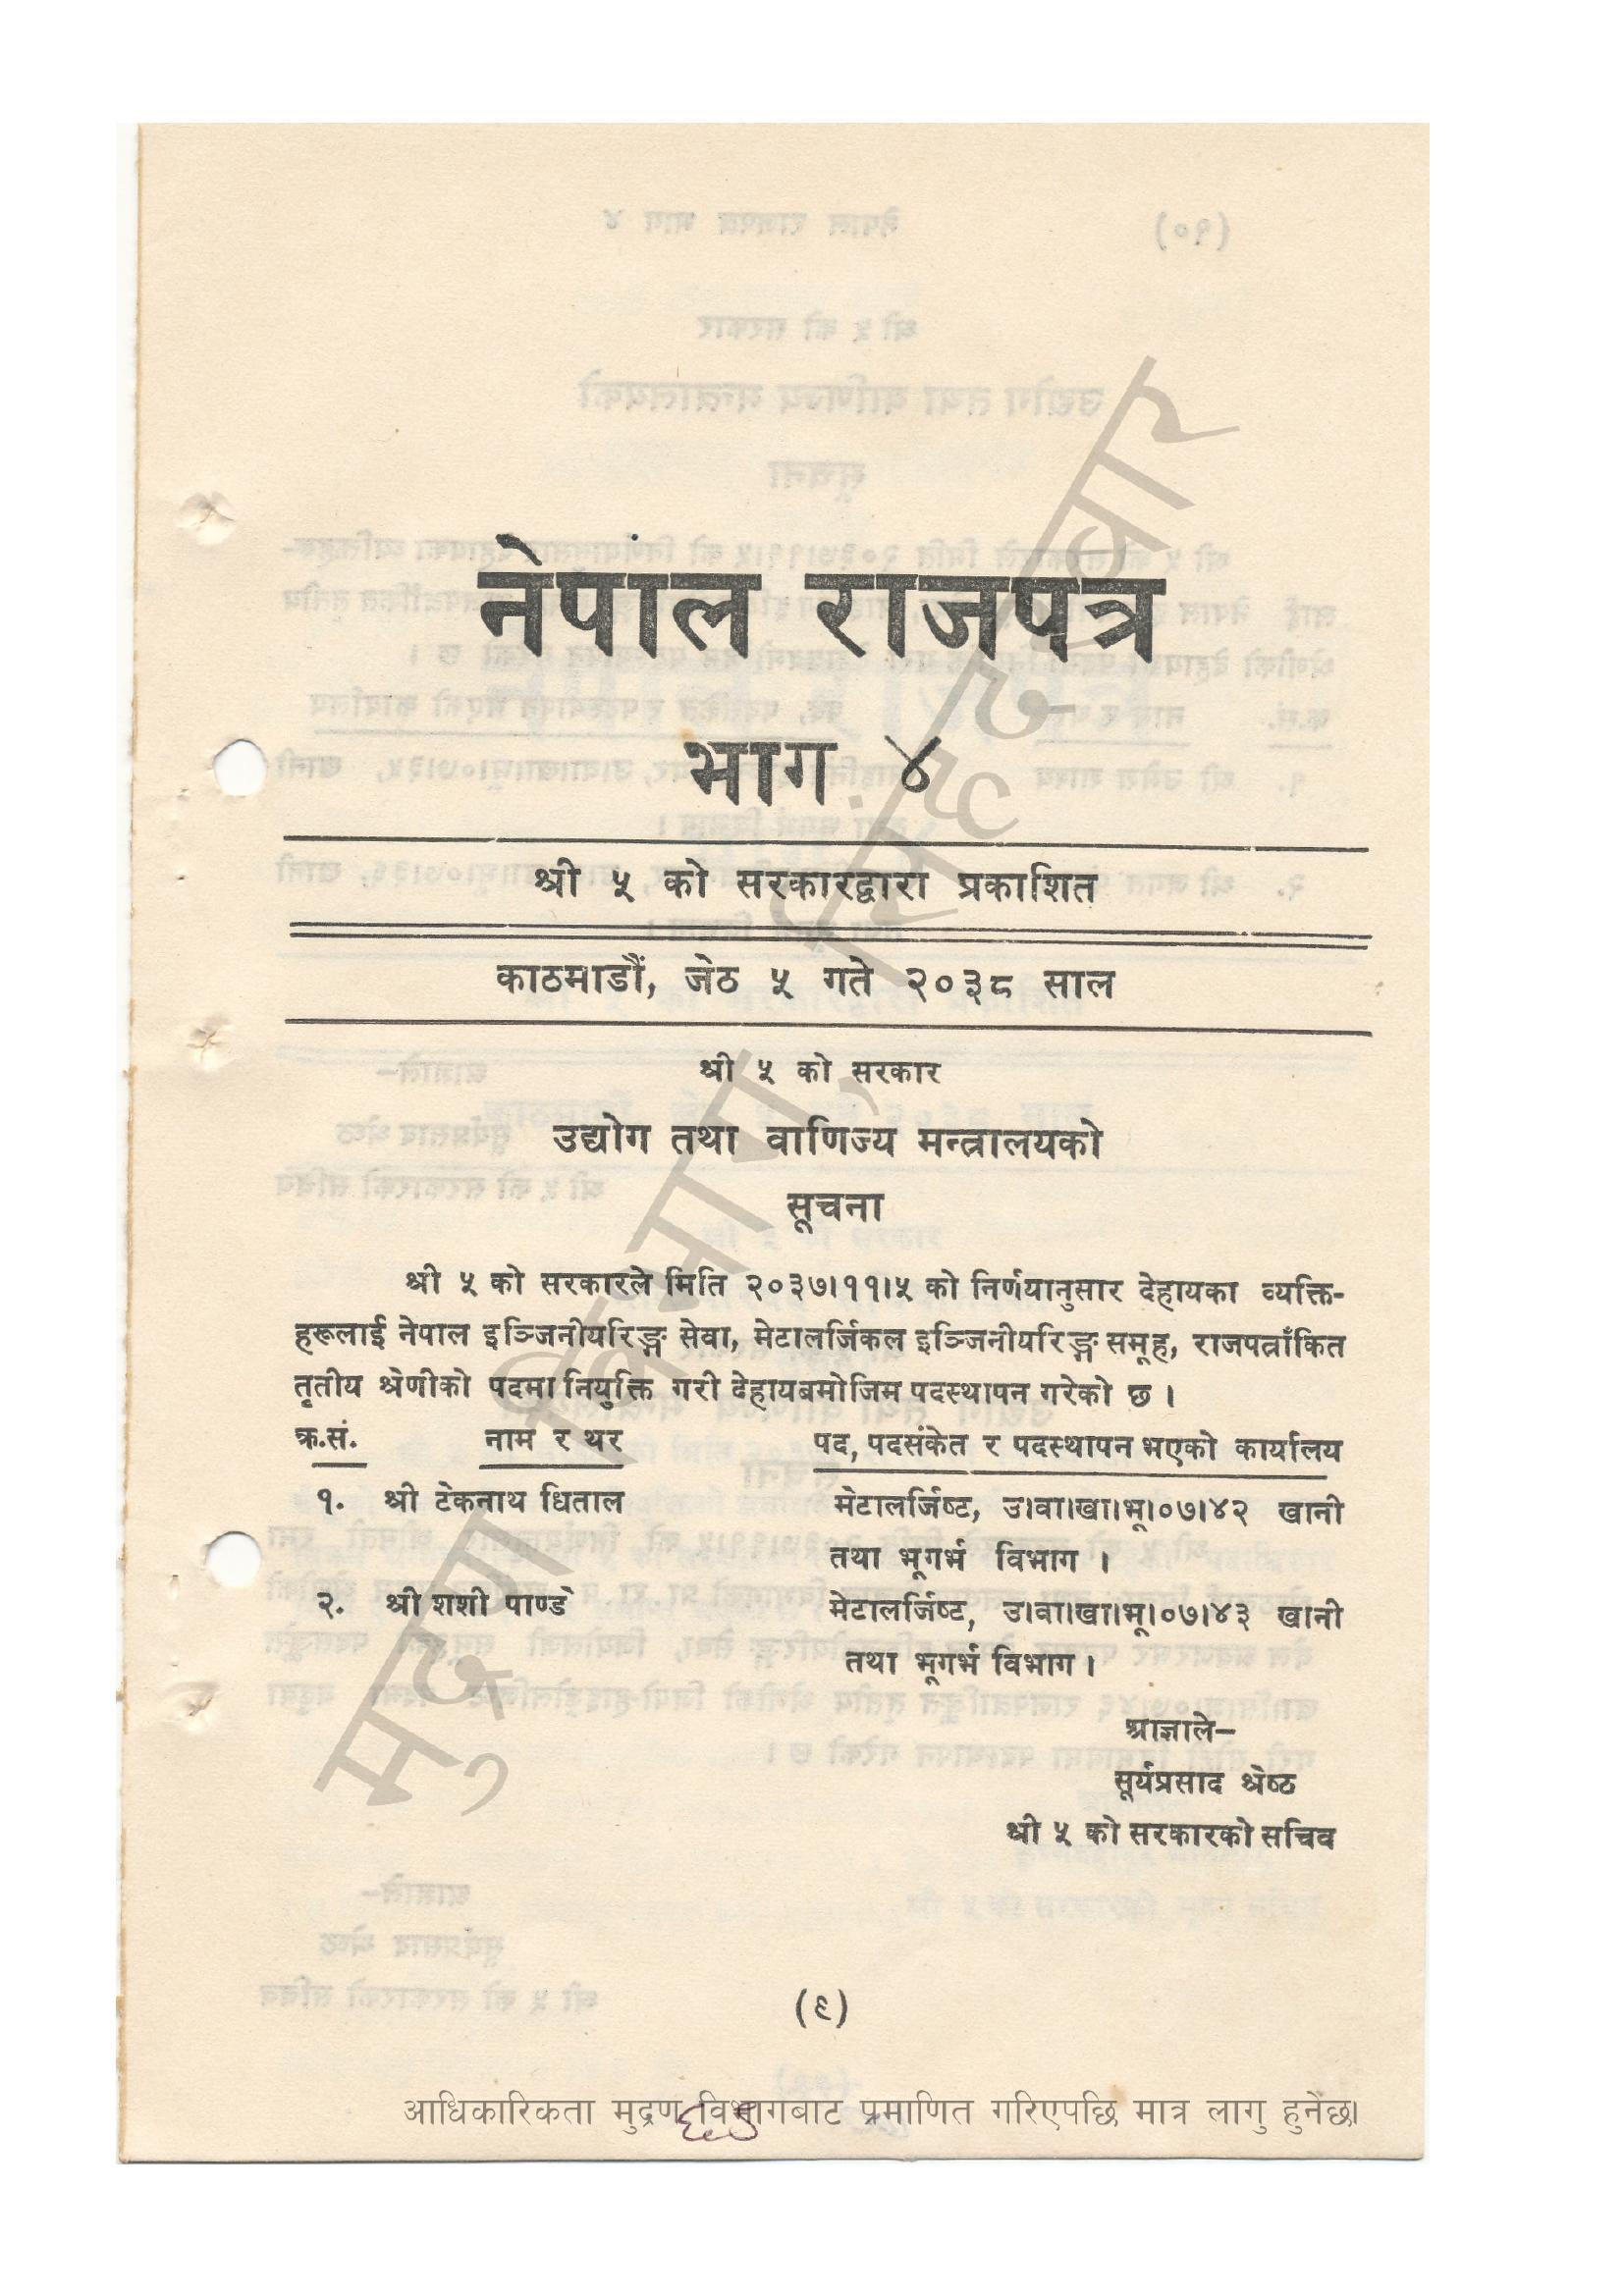 नेपाल राजपत्र
भाग ४
श्री ५ को सरकारद्वारा प्रकाशित
काठमाडौं, जेठ ५ गते २०३८ साल
श्री ५ को सरकार
उद्योग तथा वाणिज्य मन्त्रालयको
सूचना
श्री ५ को सरकारले मिति २०३७।११।५ को निर्णयानुसार देहायका व्यक्ति-
हरूलाई नेपाल इञ्जिनीयरिङ्ग सेवा, मेटालर्जिकल इञ्जिनीयरिङ्ग समूह, राजपत्राँकित
तृतीय श्रेणीको पदमा नियुक्ति गरी देहायबमोजिम पदस्थापन गरेको छ ।
क्र.सं. नाम र थर पद, पदसंकेत र पदस्थापन भएको कार्यालय
१. श्री टेकनाथ धिताल मेटालर्जिष्ट, उ।वा।खा।भू।०७।४२ खानी
तथा भूगर्भ विभाग ।
२. श्री शशी पाण्डे मेटालर्जिष्ट, उ।वा।खा।भू।०७।४३ खानी
तथा भूगर्भ विभाग ।
आज्ञाले–
सूर्यप्रसाद श्रेष्ठ
श्री ५ को सरकारको सचिव
(९)
मुद्रण विभाग,
आधिकारिकता मुद्रण विभागबाट प्रमाणित गरिएपछि मात्र लागु हुनेछ।